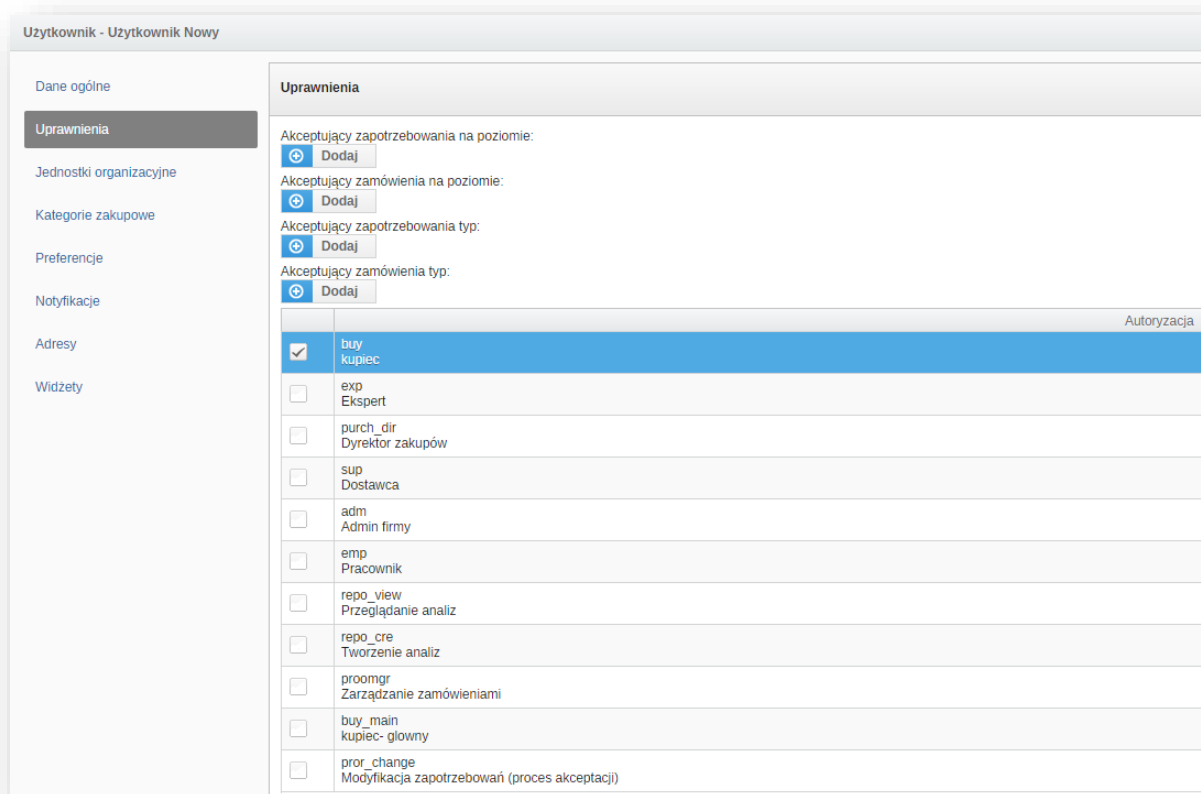 Użytkownik - Użytkownik Nowy
Dane ogólne
Uprawnienia
Jednostki organizacyjne
Kategorie zakupowe
Preferencje
Notyfikacje
Adresy
Widżety
Uprawnienia
Akceptujący zapotrzebowania na poziomie:
Dodaj
Akceptujący zamówienia na poziomie:
Dodaj
Akceptujący zapotrzebowania typ:
Dodaj
Akceptujący zamówienia typ:
Dodaj
Autoryzacja
buy
kupiec
exp
Ekspert
purch_dir
Dyrektor zakupów
sup
Dostawca
adm
Admin firmy
emp
Pracownik
repo_view
Przeglądanie analiz
repo_cre
Tworzenie analiz
proomgr
Zarządzanie zamówieniami
buy_main
kupiec- glowny
pror_change
Modyfikacja zapotrzebowań (proces akceptacji)